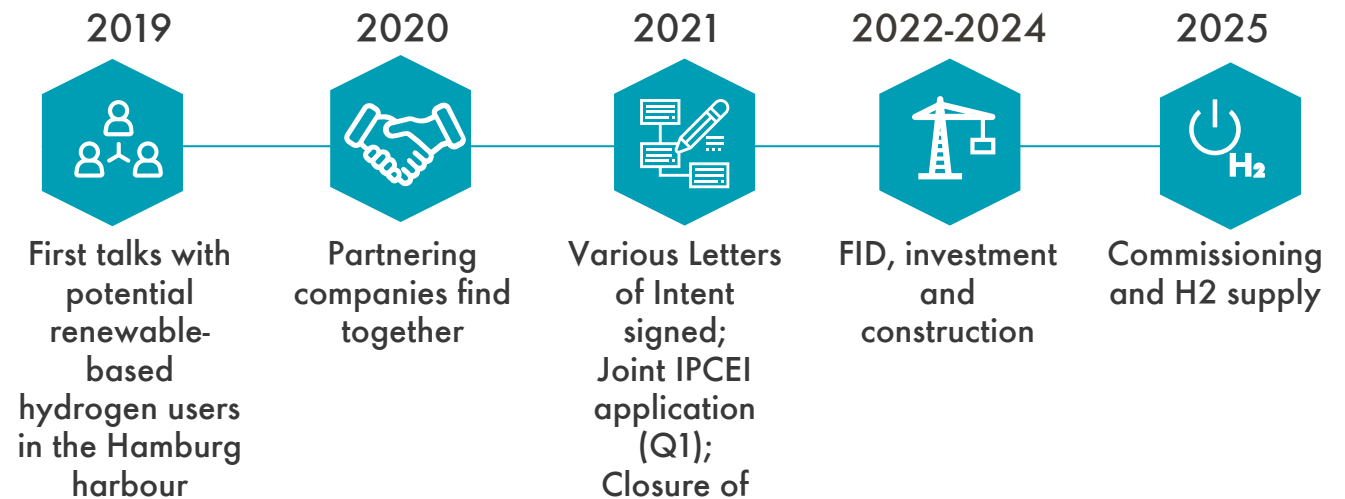 2019
First talks with
potential
renewable-
based
hydrogen users
in the Hamburg
harbour
2020
Partnering
companies find
together
2021
Various Letters
of Intent
signed;
Joint IPCEI
application
(Q1);
Closure of
2022-2024
FID, investment
and
construction
2025
H2
Commissioning
and H2 supply